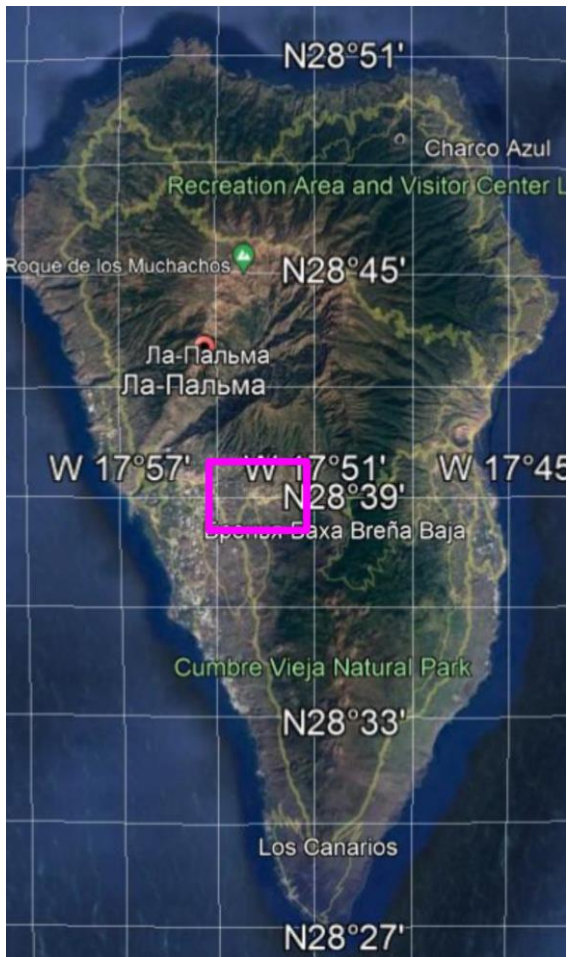 N28°51'
Charco Azul
Recreation Area and Visitor Center L
Roque de los Muchachos
N28°45'
Ла-Пальма
Ла-Пальма
W 17°57'
W 17°51'
W 17°45
N28°39'
Бренья-Баха Breña Baja
Cumbre Vieja Natural Park
N28°33'
Los Canarios
N28°27'